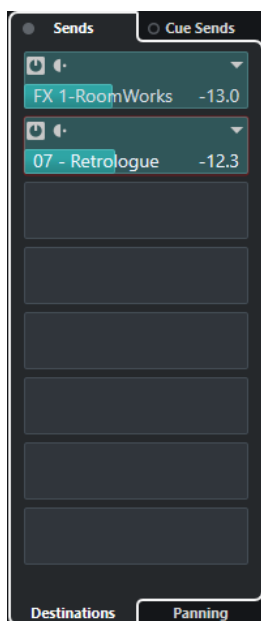 Sends Cue Sends
FX 1-RoomWorks -13.0
07 - Retrologue -12.3
Destinations Panning